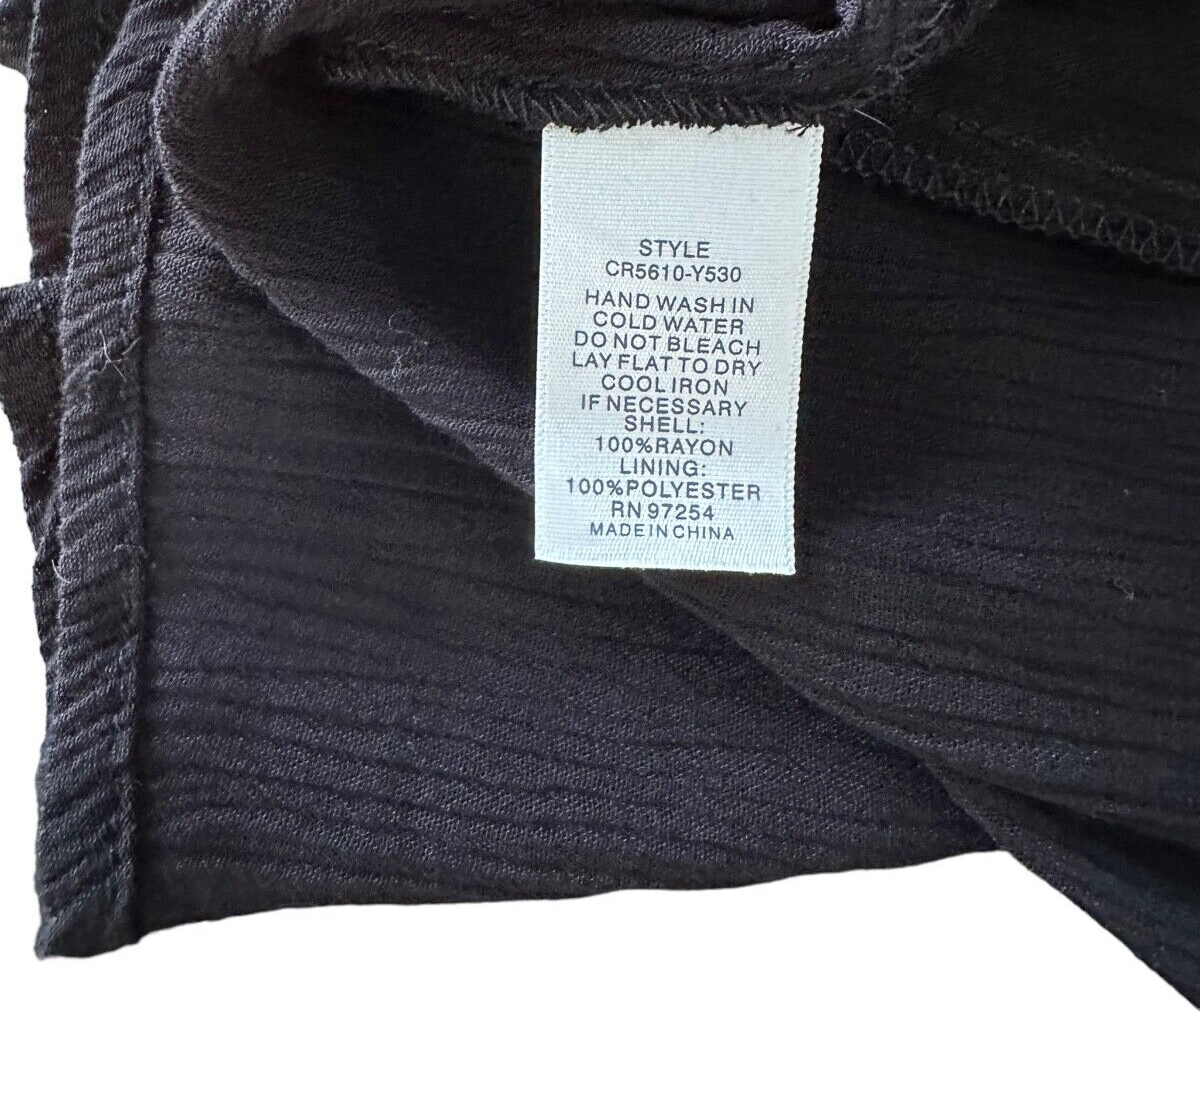 STYLE
CR5610-Y530
HAND WASH IN
COLD WATER
DO NOT BLEACH
LAY FLAT TO DRY
COOL IRON
IF NECESSARY
SHELL:
100%RAYON
LINING:
100%POLYESTER
RN 97254
MADE IN CHINA